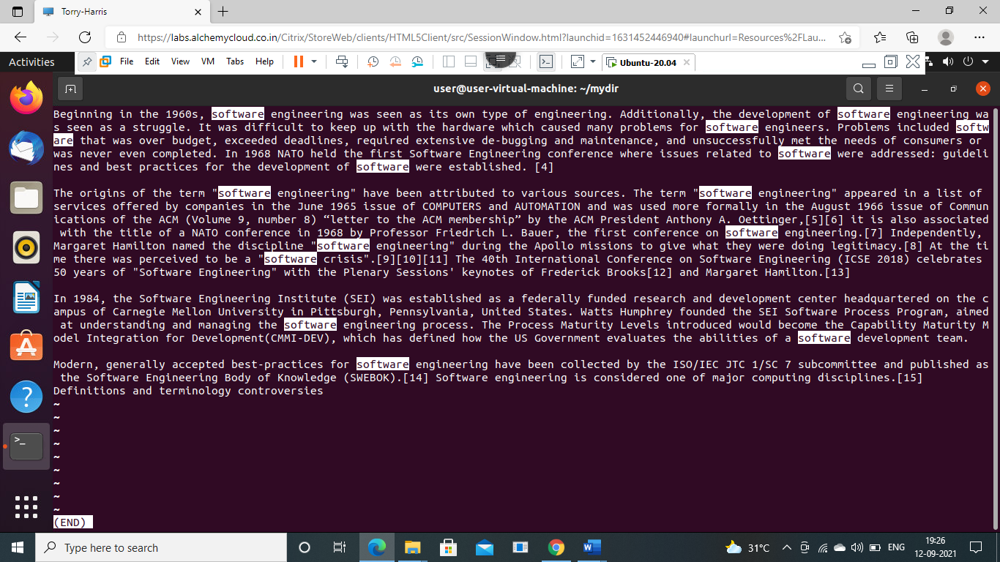 Torry-Harris
https://labs.alchemycloud.co.in/Citrix/StoreWeb/clients/HTML5Client/src/SessionWindow.html?launchid=1631452446940#launchurl=Resources%2FLau...
Activities
File Edit View VM Tabs Help
Ubuntu-20.04
user@user-virtual-machine: ~/mydir
Beginning in the 1960s, software engineering was seen as its own type of engineering. Additionally, the development of software engineering wa
s seen as a struggle. It was difficult to keep up with the hardware which caused many problems for software engineers. Problems included softw
are that was over budget, exceeded deadlines, required extensive de-bugging and maintenance, and unsuccessfully met the needs of consumers or
was never even completed. In 1968 NATO held the first Software Engineering conference where issues related to software were addressed: guideli
nes and best practices for the development of software were established. [4]
The origins of the term "software engineering" have been attributed to various sources. The term "software engineering" appeared in a list of
services offered by companies in the June 1965 issue of COMPUTERS and AUTOMATION and was used more formally in the August 1966 issue of Commun
ications of the ACM (Volume 9, number 8) “letter to the ACM membership” by the ACM President Anthony A. Oettinger,[5][6] it is also associated
with the title of a NATO conference in 1968 by Professor Friedrich L. Bauer, the first conference on software engineering.[7] Independently,
Margaret Hamilton named the discipline "software engineering" during the Apollo missions to give what they were doing legitimacy.[8] At the ti
me there was perceived to be a "software crisis".[9][10][11] The 40th International Conference on Software Engineering (ICSE 2018) celebrates
50 years of "Software Engineering" with the Plenary Sessions' keynotes of Frederick Brooks[12] and Margaret Hamilton.[13]
In 1984, the Software Engineering Institute (SEI) was established as a federally funded research and development center headquartered on the c
ampus of Carnegie Mellon University in Pittsburgh, Pennsylvania, United States. Watts Humphrey founded the SEI Software Process Program, aimed
at understanding and managing the software engineering process. The Process Maturity Levels introduced would become the Capability Maturity M
odel Integration for Development(CMMI-DEV), which has defined how the US Government evaluates the abilities of a software development team.
Modern, generally accepted best-practices for software engineering have been collected by the ISO/IEC JTC 1/SC 7 subcommittee and published as
the Software Engineering Body of Knowledge (SWEBOK).[14] Software engineering is considered one of major computing disciplines.[15]
Definitions and terminology controversies
~
~
~
~
~
~
~
~
~
(END)
Type here to search
31°C
ENG
19:26
12-09-2021